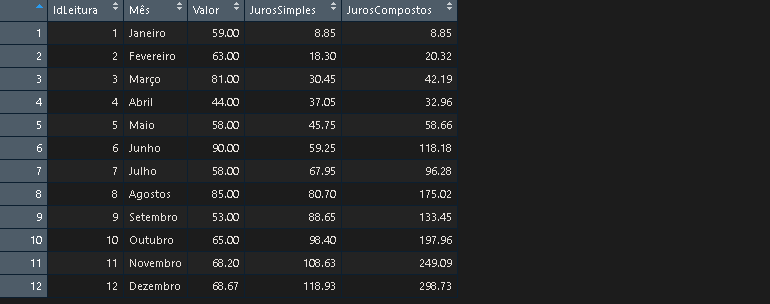 IdLeitura Mês Valor JurosSimples JurosCompostos
1 1 Janeiro 59.00 8.85 8.85
2 2 Fevereiro 63.00 18.30 20.32
3 3 Março 81.00 30.45 42.19
4 4 Abril 44.00 37.05 32.96
5 5 Maio 58.00 45.75 58.66
6 6 Junho 90.00 59.25 118.18
7 7 Julho 58.00 67.95 96.28
8 8 Agostos 85.00 80.70 175.02
9 9 Setembro 53.00 88.65 133.45
10 10 Outubro 65.00 98.40 197.96
11 11 Novembro 68.20 108.63 249.09
12 12 Dezembro 68.67 118.93 298.73